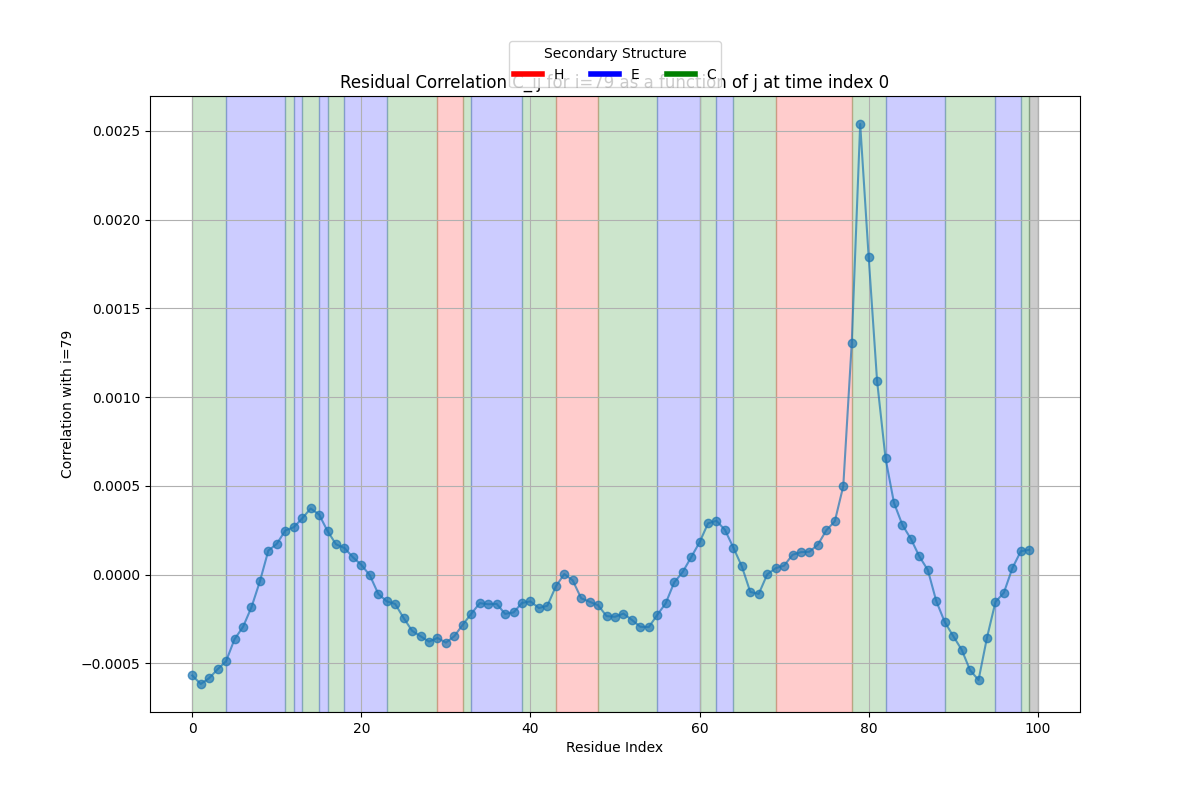 Secondary Structure
H E C
Residual Correlation C_ij for i=79 as a function of j at time index 0
0.0025
0.0020
0.0015
0.0010
0.0005
0.0000
−0.0005
Correlation with i=79
0 20 40 60 80 100
Residue Index